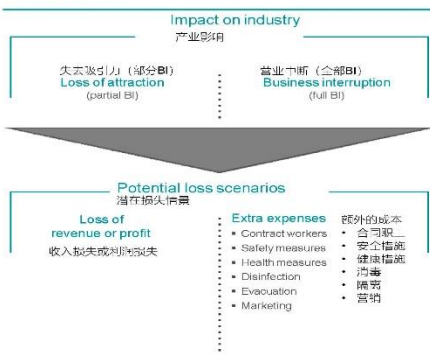 Impact on industry
产业影响
失去吸引力（部分BI）
Loss of attraction
(partial BI)
营业中断（全部BI）
Business interruption
(full BI)
Potential loss scenarios
潜在损失情景
Loss of
revenue or profit
收入损失或利润损失
Extra expenses
▪ Contract workers
▪ Safety measures
▪ Health measures
▪ Disinfection
▪ Evacuation
▪ Marketing
额外的成本
• 合同职工
• 安全措施
• 健康措施
• 消毒
• 隔离
• 营销